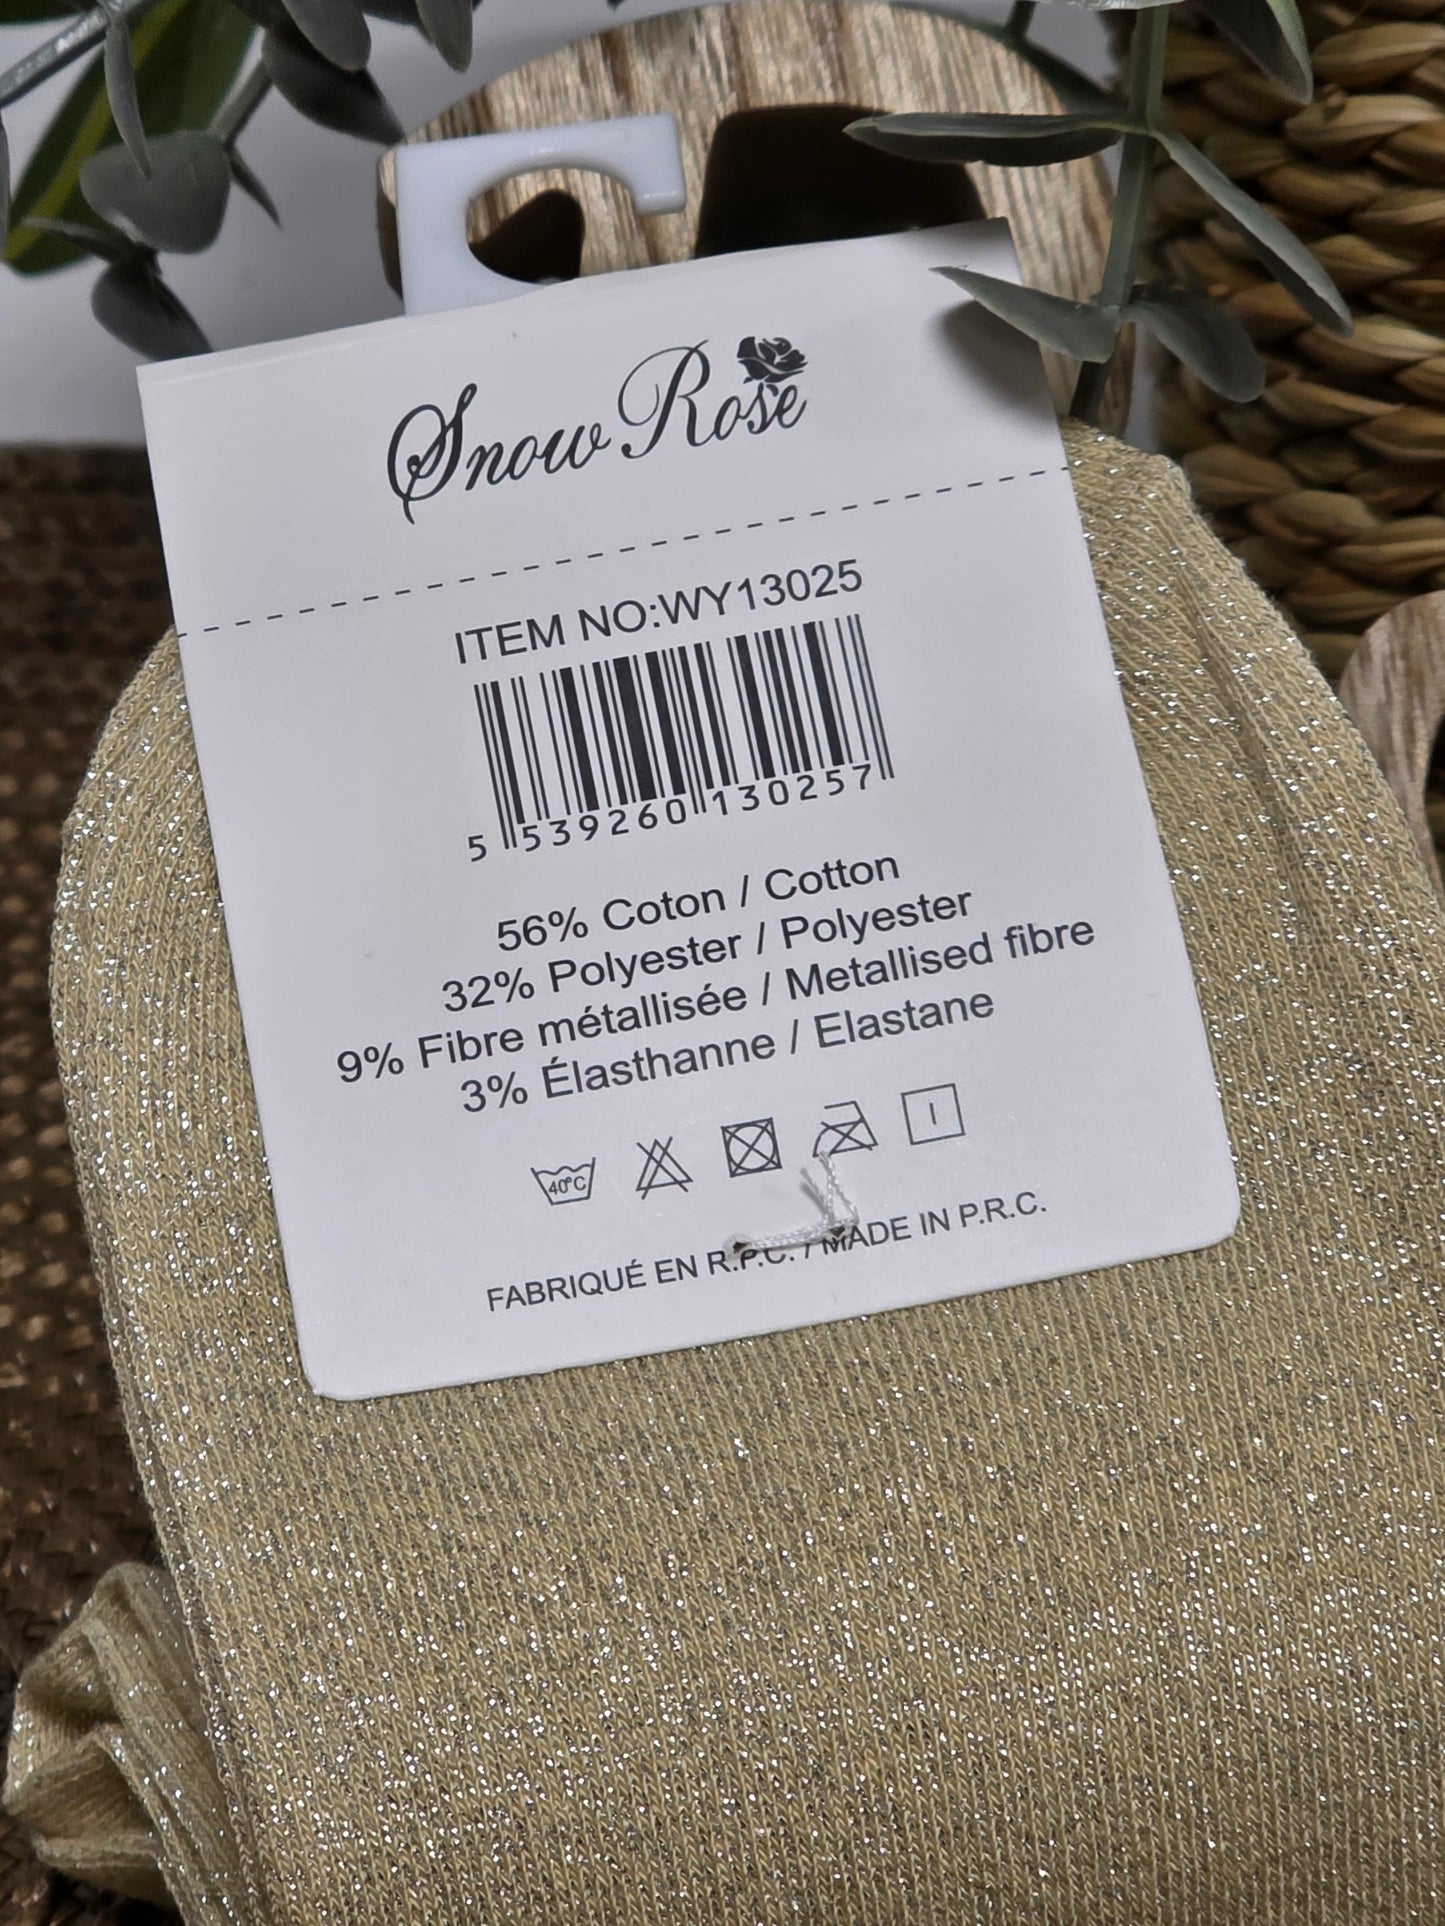 Snow Rose
ITEM NO:WY13025
5 539260 130257
56% Coton / Cotton
32% Polyester / Polyester
9% Fibre métallisée / Metallised fibre
3% Élasthanne / Elastane
40°C
FABRIQUÉ EN R.P.C. / MADE IN P.R.C.